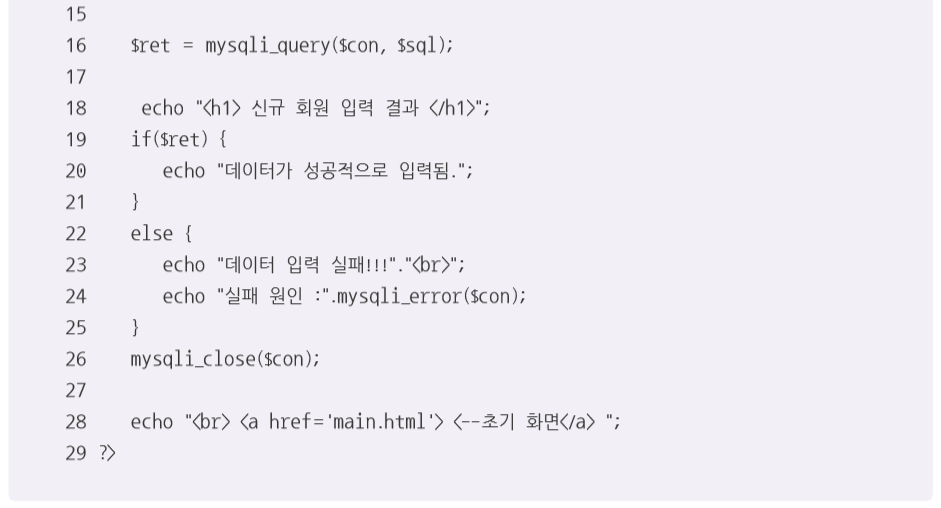 15
16 $ret = mysqli_query($con, $sql);
17
18 echo "<h1> 신규 회원 입력 결과 </h1>";
19 if($ret) {
20 echo "데이터가 성공적으로 입력됨.";
21 }
22 else {
23 echo "데이터 입력 실패!!!"."<br>";
24 echo "실패 원인 :".mysqli_error($con);
25 }
26 mysqli_close($con);
27
28 echo "<br> <a href='main.html'> <--초기 화면</a> ";
29 ?>